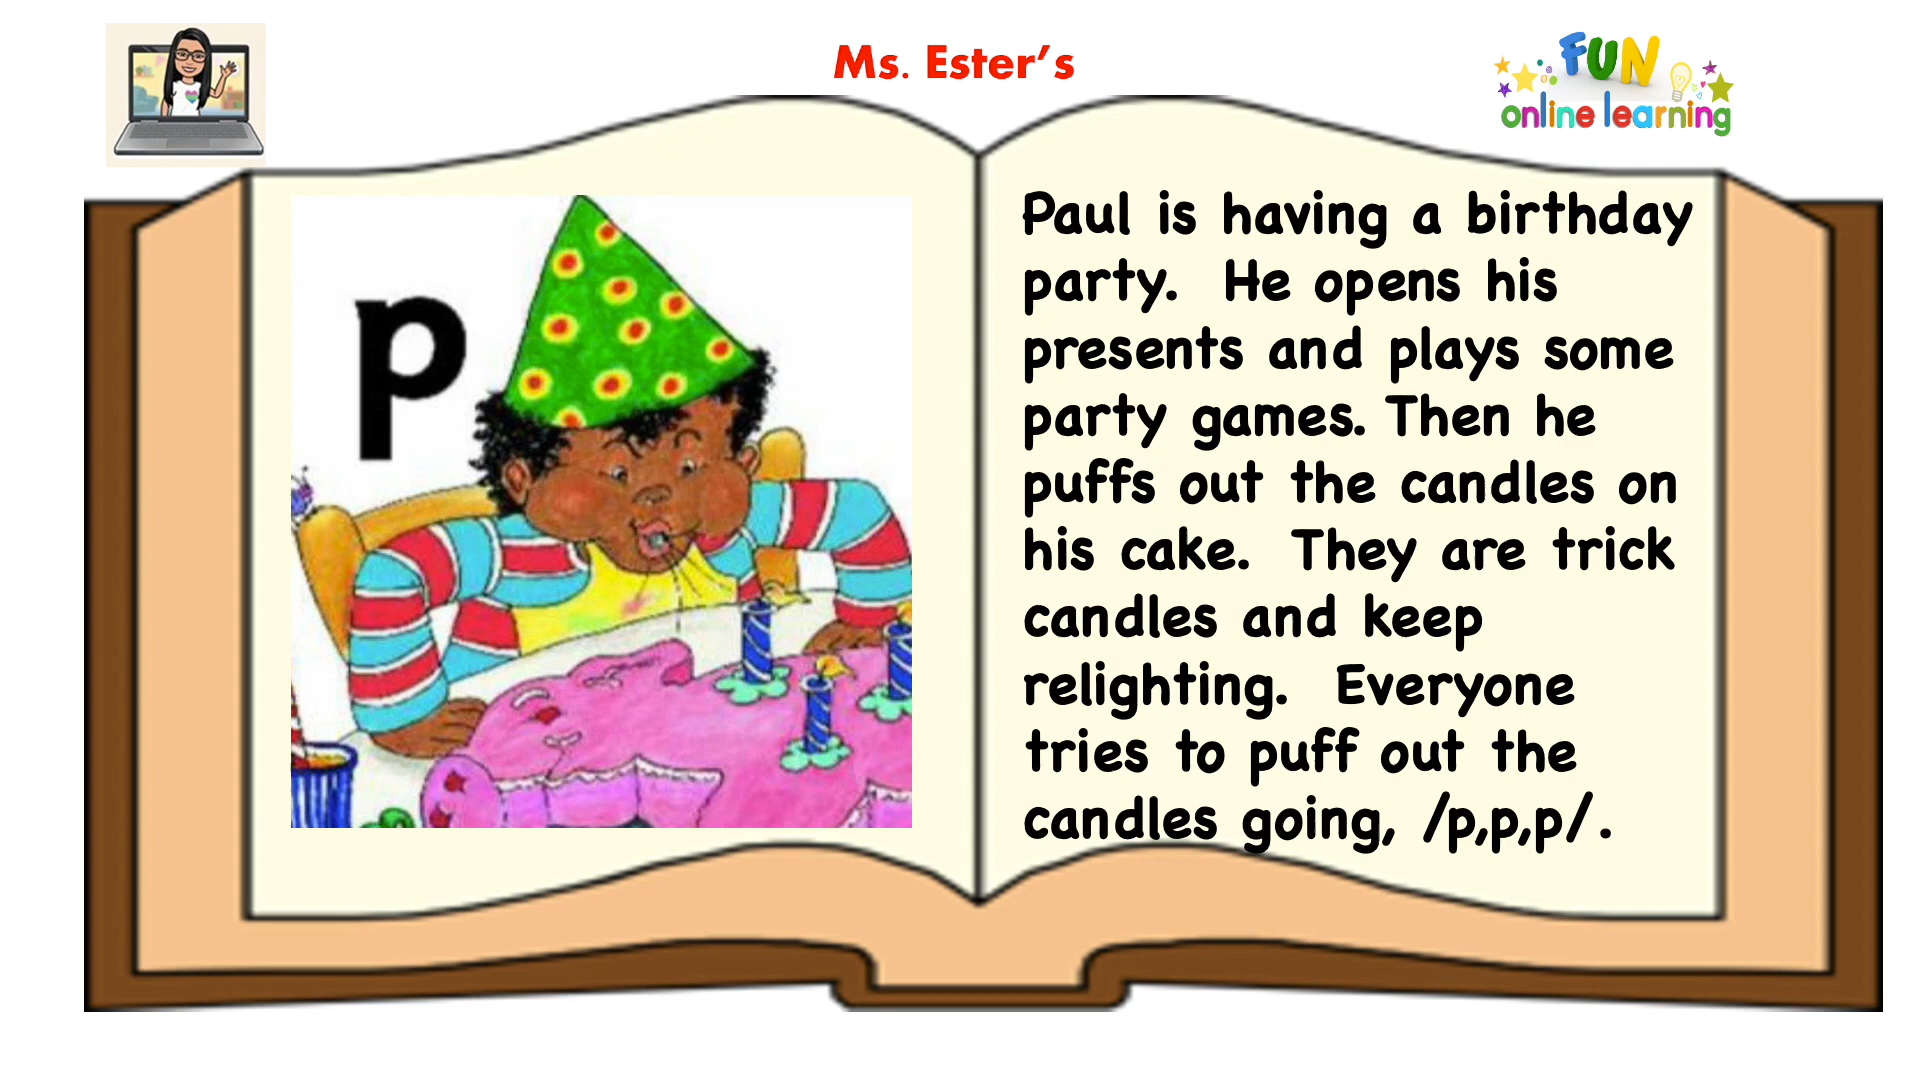 Ms. Ester's
FUN
online learning
p
Paul is having a birthday
party.  He opens his
presents and plays some
party games. Then he
puffs out the candles on
his cake.  They are trick
candles and keep
relighting.  Everyone
tries to puff out the
candles going, /p,p,p/.